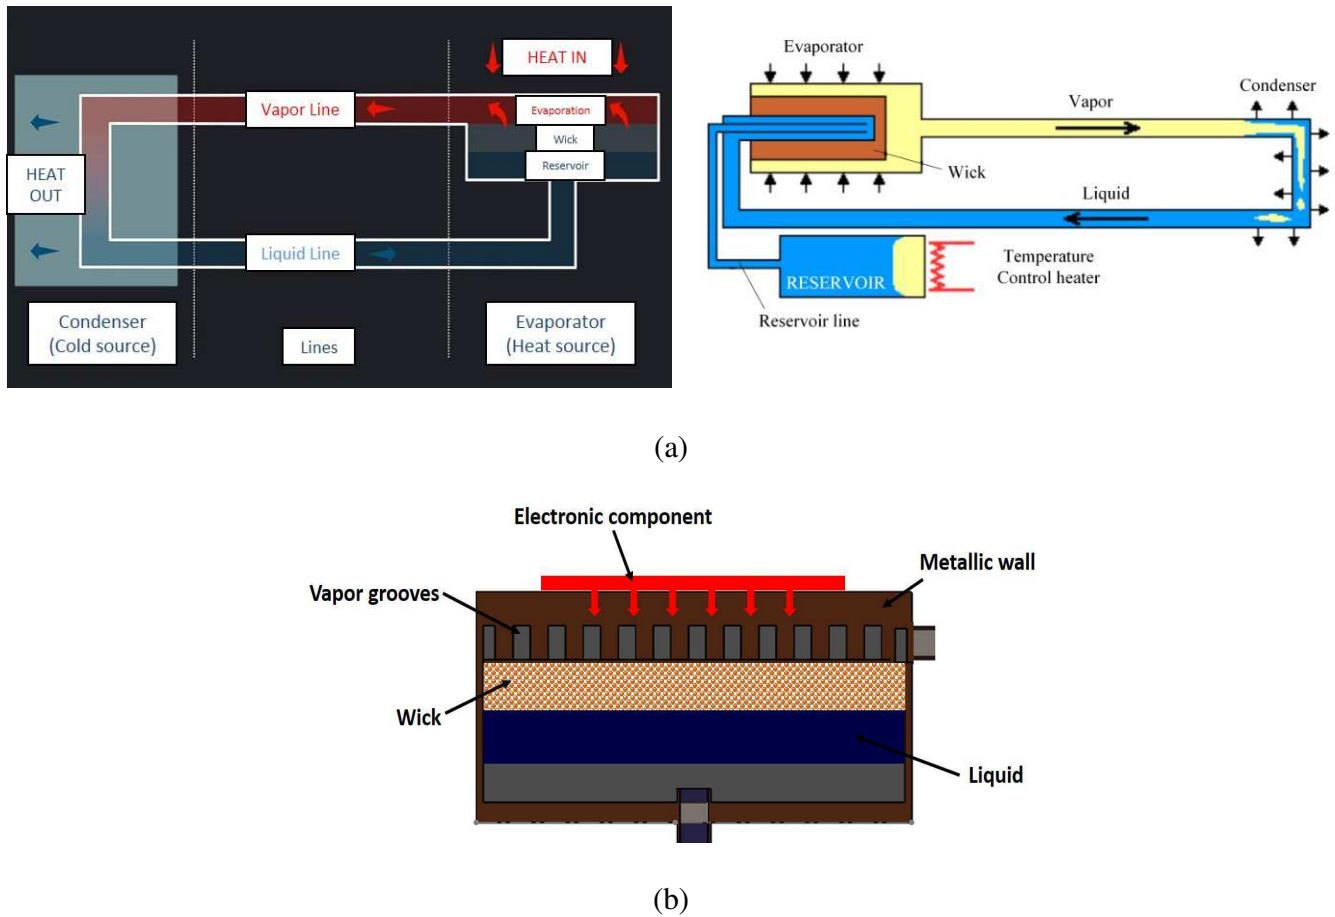 HEAT IN
Vapor Line
Evaporation
Wick
Reservoir
HEAT
OUT
Liquid Line
Condenser
(Cold source)
Lines
Evaporator
(Heat source)
Evaporator
Condenser
Vapor
Wick
Liquid
RESERVOIR
Temperature
Control heater
Reservoir line
(a)
Electronic component
Metallic wall
Vapor grooves
Wick
Liquid
(b)